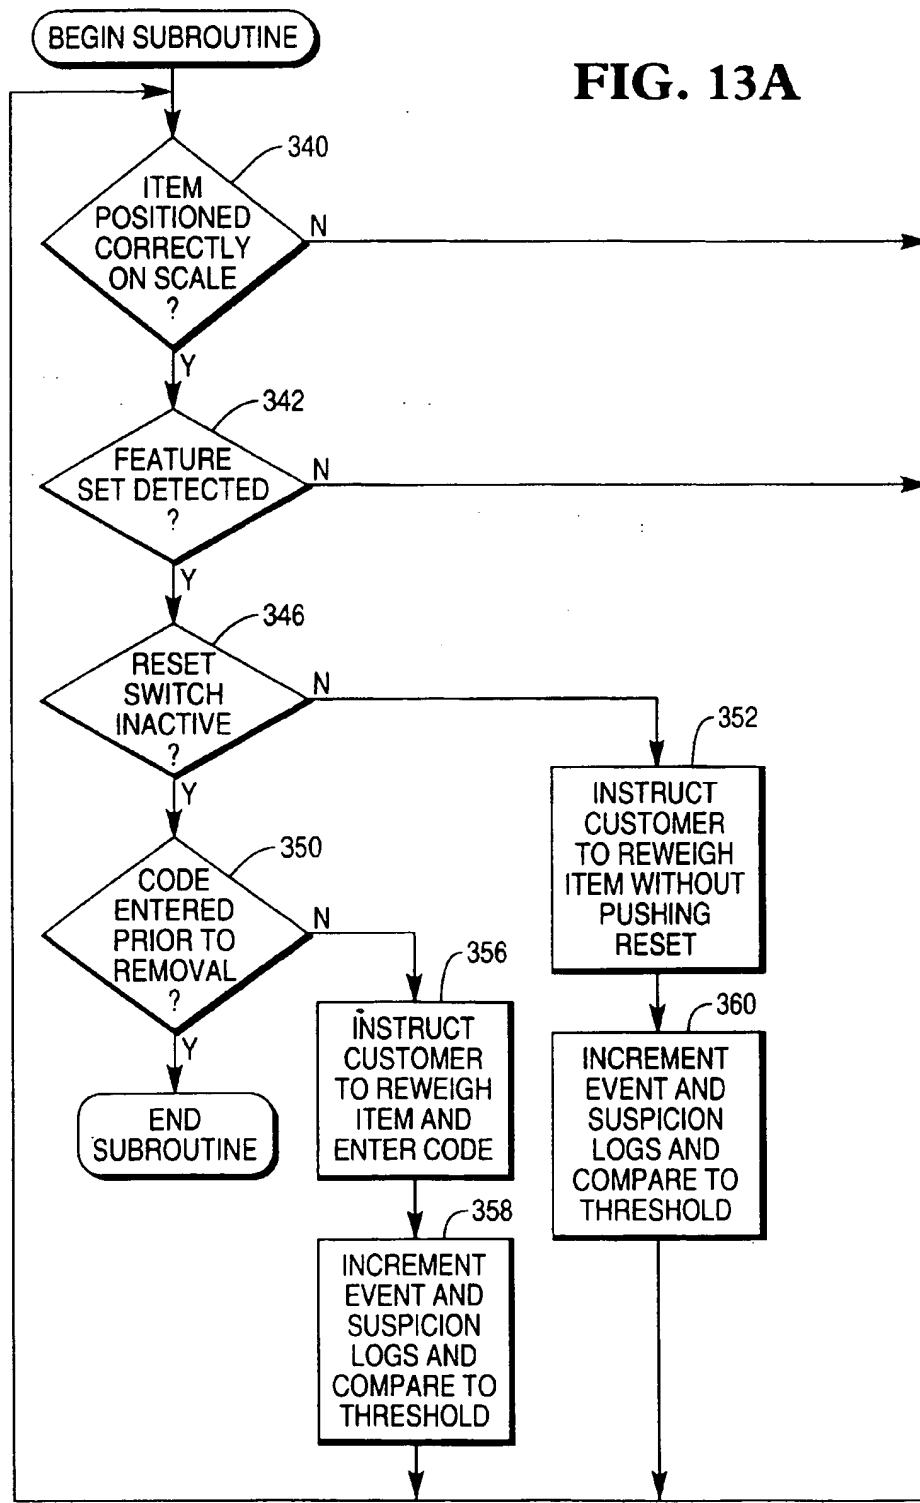 BEGIN SUBROUTINE
FIG. 13A
340
ITEM
POSITIONED
CORRECTLY
ON SCALE
?
N
Y
342
FEATURE
SET DETECTED
?
N
Y
346
RESET
SWITCH
INACTIVE
?
N
Y
352
INSTRUCT
CUSTOMER
TO REWEIGH
ITEM WITHOUT
PUSHING
RESET
350
CODE
ENTERED
PRIOR TO
REMOVAL
?
N
Y
356
INSTRUCT
CUSTOMER
TO REWEIGH
ITEM AND
ENTER CODE
360
INCREMENT
EVENT AND
SUSPICION
LOGS AND
COMPARE TO
THRESHOLD
END
SUBROUTINE
358
INCREMENT
EVENT AND
SUSPICION
LOGS AND
COMPARE TO
THRESHOLD